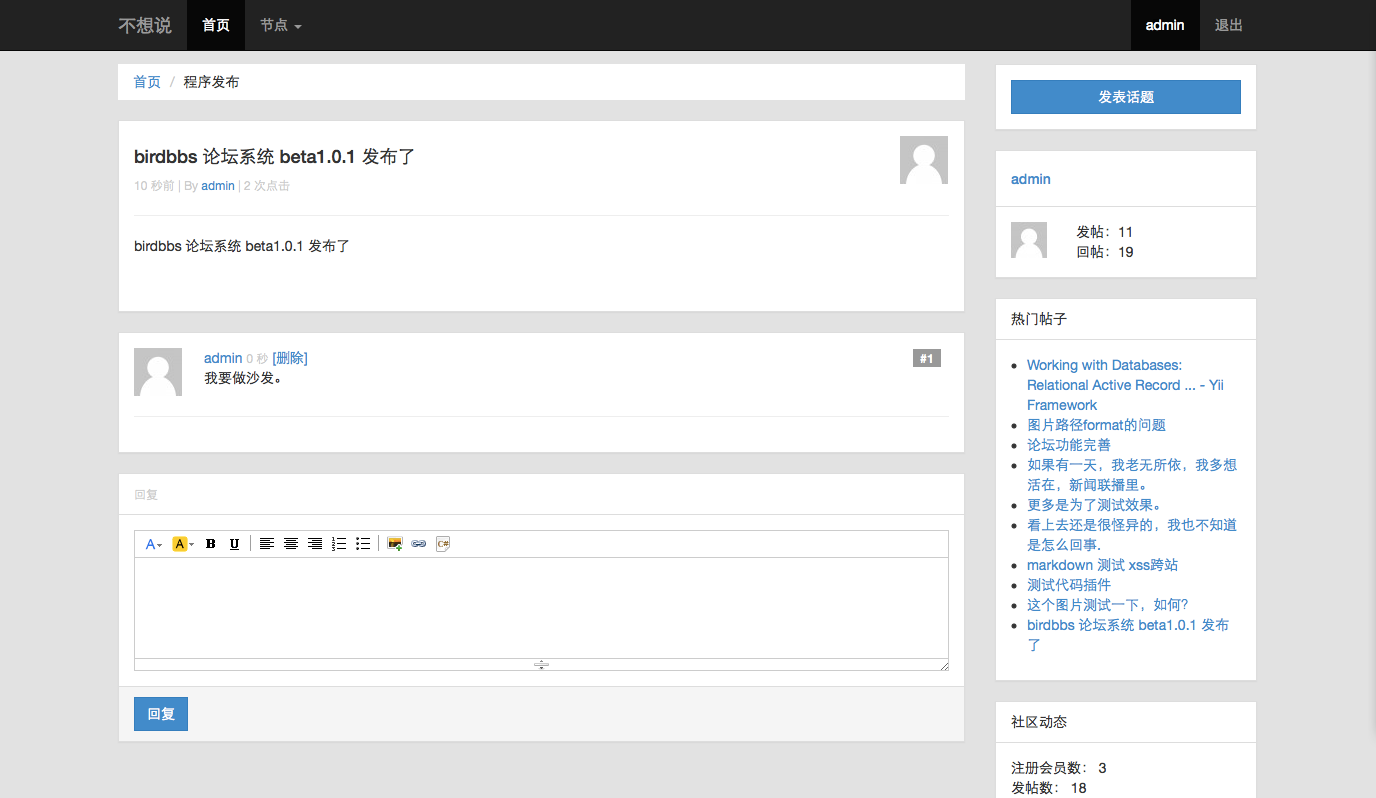 不想说 首页 节点 admin 退出
首页 / 程序发布
birdbbs 论坛系统 beta1.0.1 发布了
10 秒前 | By admin | 2 次点击
birdbbs 论坛系统 beta1.0.1 发布了
admin 0 秒 [删除] #1
我要做沙发。
回复
A A B U C#
回复
发表话题
admin
发帖：11
回帖：19
热门帖子
Working with Databases:
Relational Active Record ... - Yii
Framework
图片路径format的问题
论坛功能完善
如果有一天，我老无所依，我多想
活在，新闻联播里。
更多是为了测试效果。
看上去还是很怪异的，我也不知道
是怎么回事.
markdown 测试 xss跨站
测试代码插件
这个图片测试一下，如何?
birdbbs 论坛系统 beta1.0.1 发布
了
社区动态
注册会员数： 3
发帖数： 18